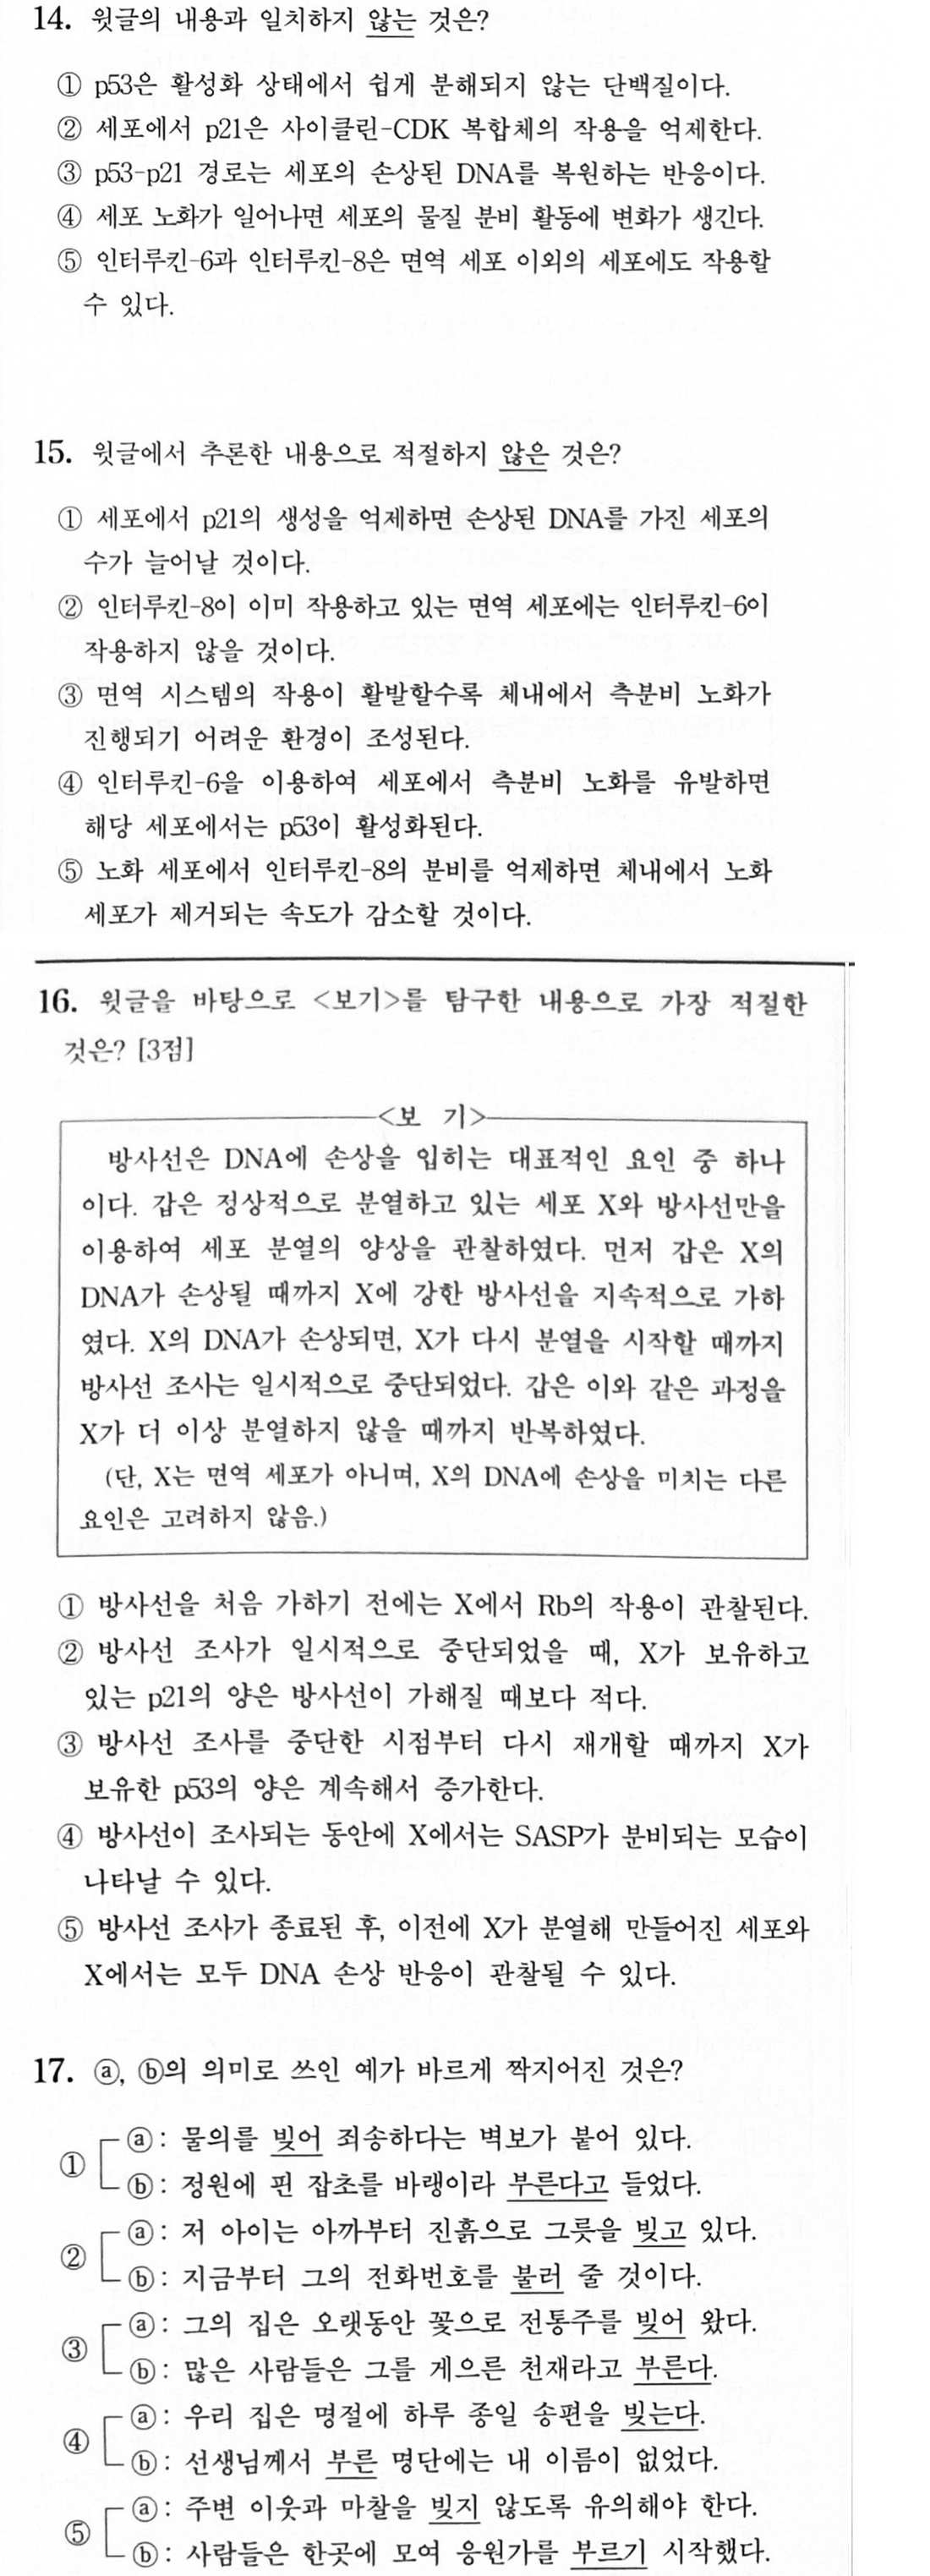 14. 윗글의 내용과 일치하지 않는 것은?
① p53은 활성화 상태에서 쉽게 분해되지 않는 단백질이다.
② 세포에서 p21은 사이클린-CDK 복합체의 작용을 억제한다.
③ p53-p21 경로는 세포의 손상된 DNA를 복원하는 반응이다.
④ 세포 노화가 일어나면 세포의 물질 분비 활동에 변화가 생긴다.
⑤ 인터루킨-6과 인터루킨-8은 면역 세포 이외의 세포에도 작용할
수 있다.
15. 윗글에서 추론한 내용으로 적절하지 않은 것은?
① 세포에서 p21의 생성을 억제하면 손상된 DNA를 가진 세포의
수가 늘어날 것이다.
② 인터루킨-8이 이미 작용하고 있는 면역 세포에는 인터루킨-6이
작용하지 않을 것이다.
③ 면역 시스템의 작용이 활발할수록 체내에서 측분비 노화가
진행되기 어려운 환경이 조성된다.
④ 인터루킨-6을 이용하여 세포에서 측분비 노화를 유발하면
해당 세포에서는 p53이 활성화된다.
⑤ 노화 세포에서 인터루킨-8의 분비를 억제하면 체내에서 노화
세포가 제거되는 속도가 감소할 것이다.
16. 윗글을 바탕으로 <보기>를 탐구한 내용으로 가장 적절한
것은? [3점]
<보 기>
방사선은 DNA에 손상을 입히는 대표적인 요인 중 하나
이다. 갑은 정상적으로 분열하고 있는 세포 X와 방사선만을
이용하여 세포 분열의 양상을 관찰하였다. 먼저 갑은 X의
DNA가 손상될 때까지 X에 강한 방사선을 지속적으로 가하
였다. X의 DNA가 손상되면, X가 다시 분열을 시작할 때까지
방사선 조사는 일시적으로 중단되었다. 갑은 이와 같은 과정을
X가 더 이상 분열하지 않을 때까지 반복하였다.
(단, X는 면역 세포가 아니며, X의 DNA에 손상을 미치는 다른
요인은 고려하지 않음.)
① 방사선을 처음 가하기 전에는 X에서 Rb의 작용이 관찰된다.
② 방사선 조사가 일시적으로 중단되었을 때, X가 보유하고
있는 p21의 양은 방사선이 가해질 때보다 적다.
③ 방사선 조사를 중단한 시점부터 다시 재개할 때까지 X가
보유한 p53의 양은 계속해서 증가한다.
④ 방사선이 조사되는 동안에 X에서는 SASP가 분비되는 모습이
나타날 수 있다.
⑤ 방사선 조사가 종료된 후, 이전에 X가 분열해 만들어진 세포와
X에서는 모두 DNA 손상 반응이 관찰될 수 있다.
17. ⓐ, ⓑ의 의미로 쓰인 예가 바르게 짝지어진 것은?
① ⓐ: 물의를 빚어 죄송하다는 벽보가 붙어 있다.
ⓑ: 정원에 핀 잡초를 바랭이라 부른다고 들었다.
② ⓐ: 저 아이는 아까부터 진흙으로 그릇을 빚고 있다.
ⓑ: 지금부터 그의 전화번호를 불러 줄 것이다.
③ ⓐ: 그의 집은 오랫동안 꽃으로 전통주를 빚어 왔다.
ⓑ: 많은 사람들은 그를 게으른 천재라고 부른다.
④ ⓐ: 우리 집은 명절에 하루 종일 송편을 빚는다.
ⓑ: 선생님께서 부른 명단에는 내 이름이 없었다.
⑤ ⓐ: 주변 이웃과 마찰을 빚지 않도록 유의해야 한다.
ⓑ: 사람들은 한곳에 모여 응원가를 부르기 시작했다.